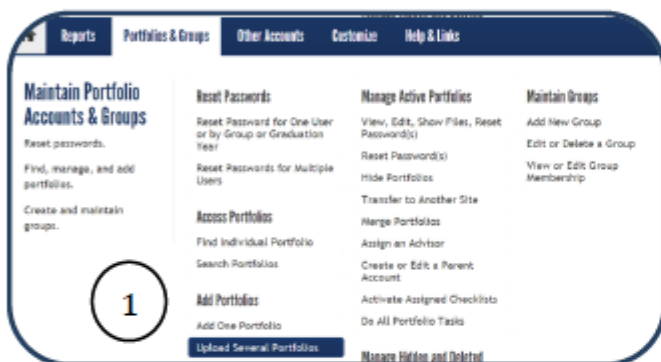 Reports Portfolios & Groups Other Accounts Customize Help & Links
Maintain Portfolio
Accounts & Groups
Reset passwords.
Find, manage, and add
portfolios.
Create and maintain
groups.
1
Reset Passwords
Reset Password for One User
or by Group or Graduation
Year
Reset Passwords for Multiple
Users
Access Portfolios
Find Individual Portfolio
Search Portfolios
Add Portfolios
Add One Portfolio
Upload Several Portfolios
Manage Active Portfolios
View, Edit, Show Files, Reset
Password(s)
Reset Password(s)
Hide Portfolios
Transfer to Another Site
Merge Portfolios
Assign an Advisor
Create or Edit a Parent
Account
Activate Assigned Checklists
Do All Portfolio Tasks
Manage Hidden and Deleted
Maintain Groups
Add New Group
Edit or Delete a Group
View or Edit Group
Membership